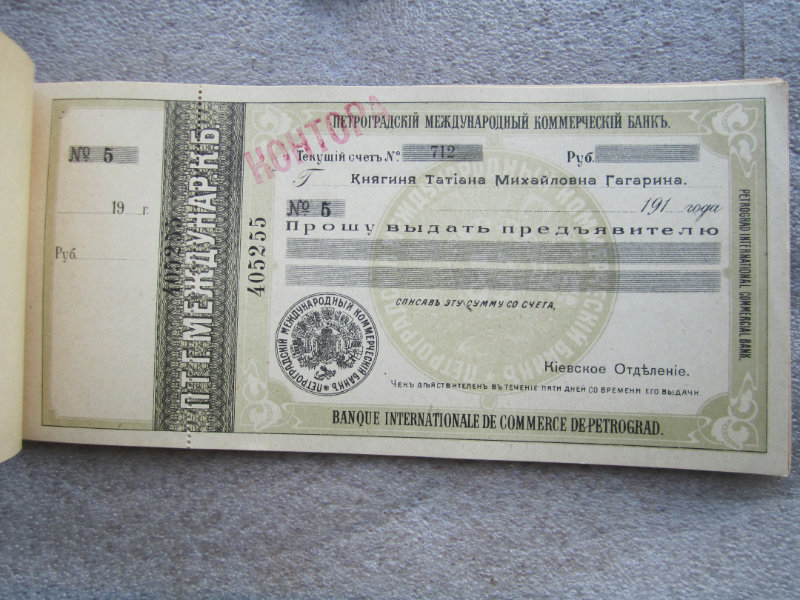 № 5
19 г.
Руб.
П.Т.Г. МЕЖДУНАР. К.Б.
405255
405255
КОНТОРА
ПЕТРОГРАДСКІЙ МЕЖДУНАРОДНЫЙ КОММЕРЧЕСКІЙ БАНКЪ.
Текущій счетъ №. 712 Руб.
Г Княгиня Татіана Михайловна Гагарина.
№ 5 191 года
Прошу выдать предъявителю
СПИСАВЪ ЭТУ СУММУ СО СЧЕТА,
ПЕТРОГРАДСКІЙ МЕЖДУНАРОДНЫЙ КОММЕРЧЕСКІЙ БАНКЪ
Кіевское Отдѣленіе.
Чекъ дѣйствителенъ въ теченіе пяти дней со времени его выдачи
BANQUE INTERNATIONALE DE COMMERCE DE PETROGRAD.
PETROGRAD INTERNATIONAL COMMERCIAL BANK.